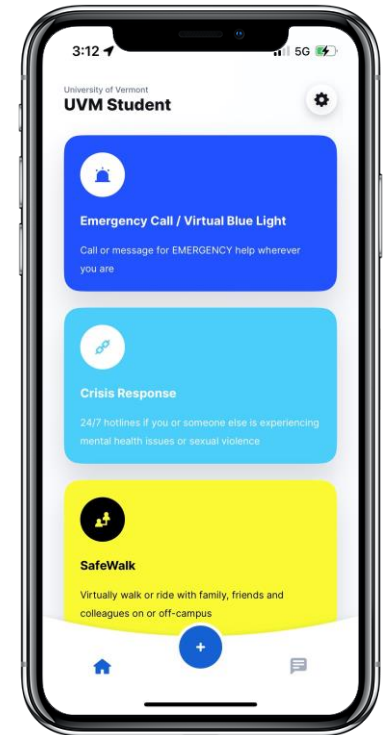 3:12
5G
University of Vermont
UVM Student
Emergency Call / Virtual Blue Light
Call or message for EMERGENCY help wherever
you are
Crisis Response
24/7 hotlines if you or someone else is experiencing
mental health issues or sexual violence
SafeWalk
Virtually walk or ride with family, friends and
colleagues on or off-campus